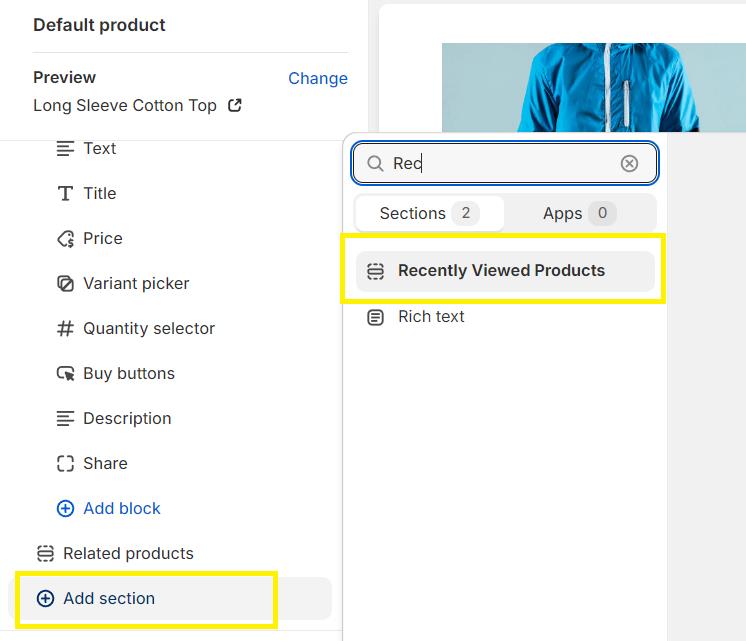 Default product
Preview
Change
Long Sleeve Cotton Top
Text
Title
Price
Variant picker
Quantity selector
Buy buttons
Description
Share
Add block
Related products
Add section
Rec
Sections 2
Apps 0
Recently Viewed Products
Rich text